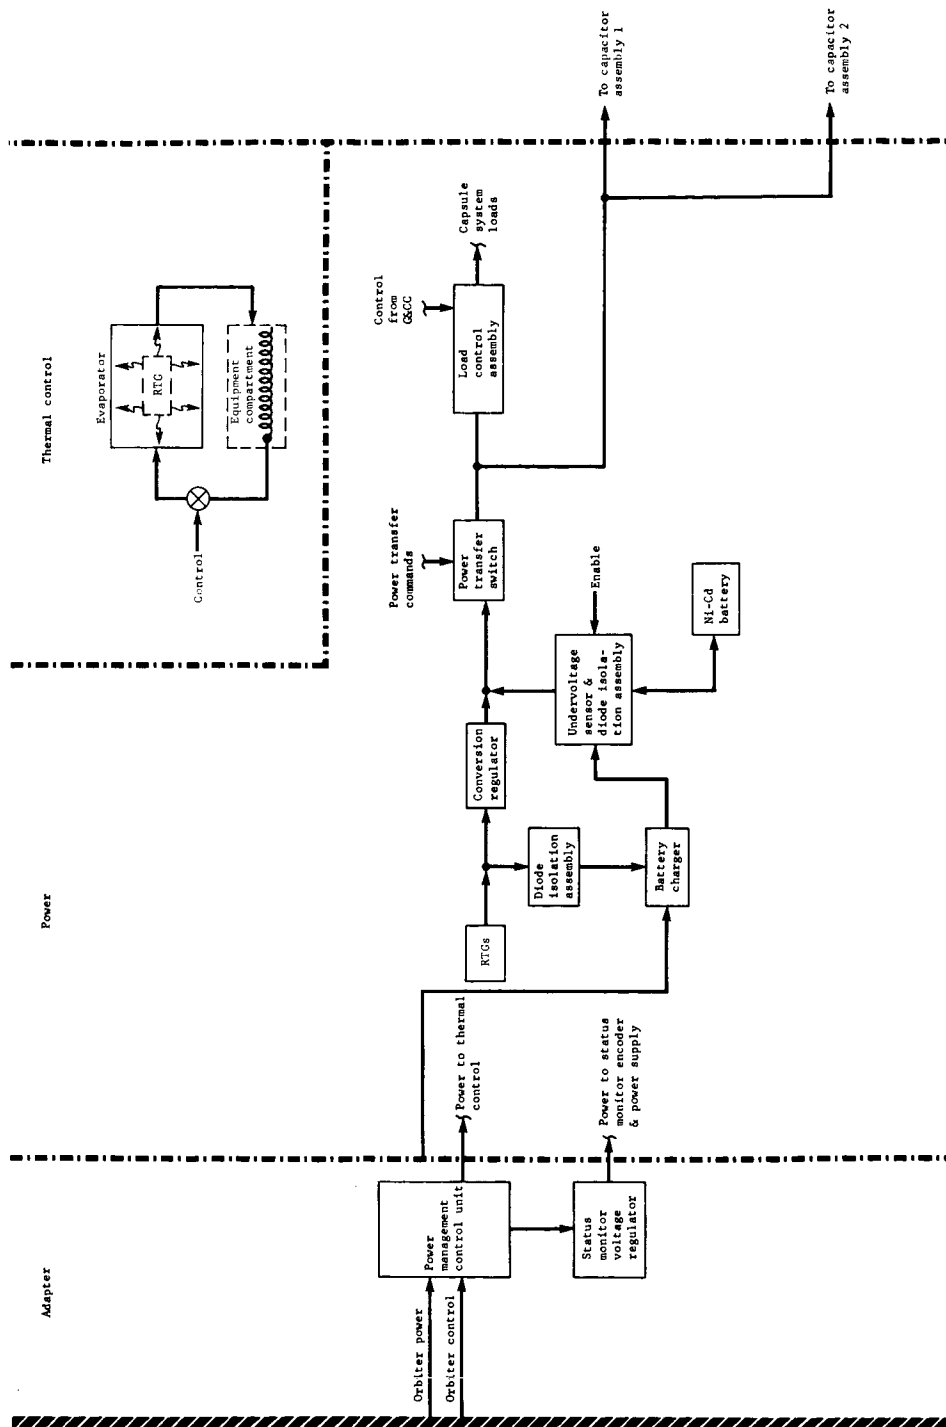 Adapter
Power
Thermal control
Orbiter power
Orbiter control
Power
management
control unit
Power to thermal
control
Status
monitor
voltage
regulator
Power to status
monitor encoder
& power supply
RTGs
Diode
isolation
assembly
Conversion
regulator
Battery
charger
Undervoltage
sensor &
diode isola-
tion assembly
Enable
Ni-Cd
battery
Power transfer
commands
Power
transfer
switch
Control
from
G&CC
Load
control
assembly
Capsule
system
loads
To capacitor
assembly 1
To capacitor
assembly 2
Control
Evaporator
RTG
Equipment
compartment